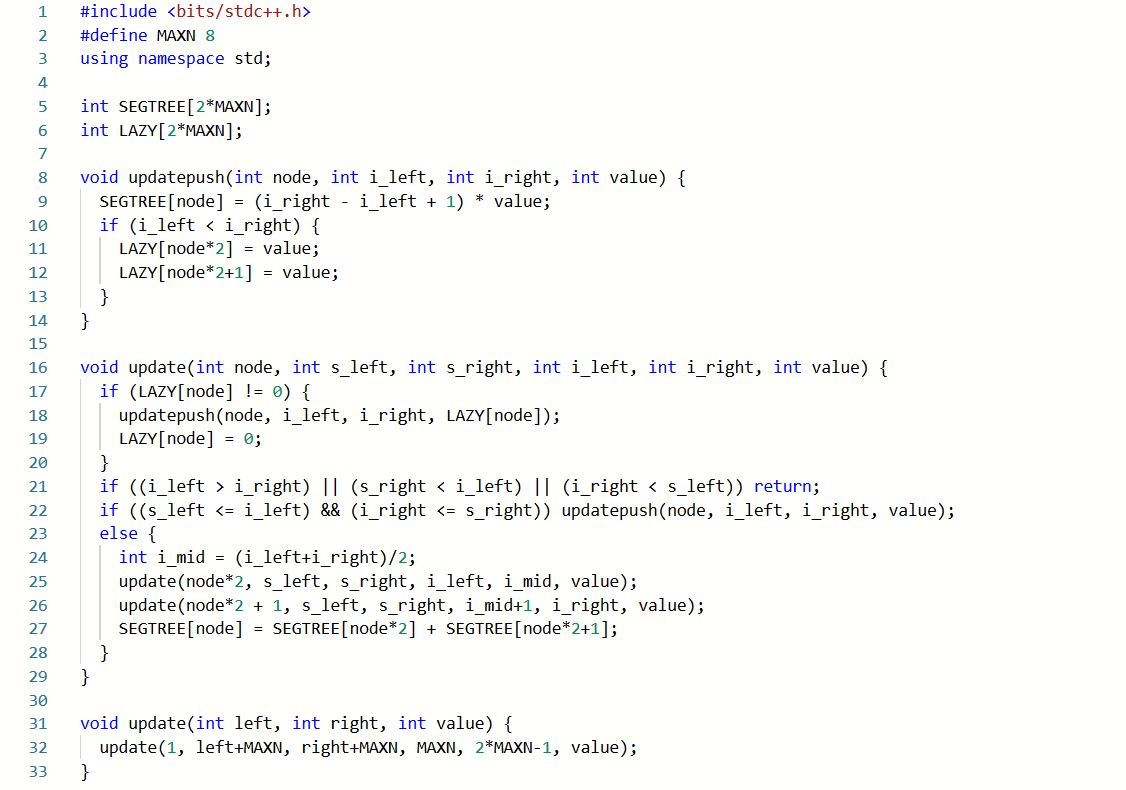 1 #include <bits/stdc++.h>
2 #define MAXN 8
3 using namespace std;
4
5 int SEGTREE[2*MAXN];
6 int LAZY[2*MAXN];
7
8 void updatepush(int node, int i_left, int i_right, int value) {
9   SEGTREE[node] = (i_right - i_left + 1) * value;
10   if (i_left < i_right) {
11     LAZY[node*2] = value;
12     LAZY[node*2+1] = value;
13   }
14 }
15
16 void update(int node, int s_left, int s_right, int i_left, int i_right, int value) {
17   if (LAZY[node] != 0) {
18     updatepush(node, i_left, i_right, LAZY[node]);
19     LAZY[node] = 0;
20   }
21   if ((i_left > i_right) || (s_right < i_left) || (i_right < s_left)) return;
22   if ((s_left <= i_left) && (i_right <= s_right)) updatepush(node, i_left, i_right, value);
23   else {
24     int i_mid = (i_left+i_right)/2;
25     update(node*2, s_left, s_right, i_left, i_mid, value);
26     update(node*2 + 1, s_left, s_right, i_mid+1, i_right, value);
27     SEGTREE[node] = SEGTREE[node*2] + SEGTREE[node*2+1];
28   }
29 }
30
31 void update(int left, int right, int value) {
32   update(1, left+MAXN, right+MAXN, MAXN, 2*MAXN-1, value);
33 }